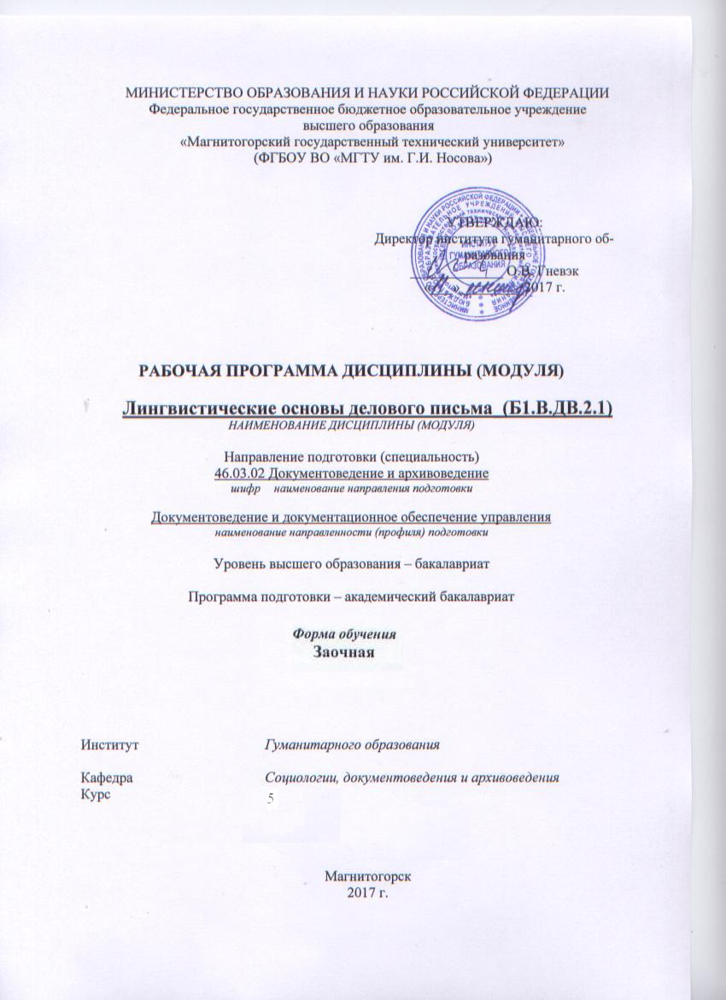 МИНИСТЕРСТВО ОБРАЗОВАНИЯ И НАУКИ РОССИЙСКОЙ ФЕДЕРАЦИИ
Федеральное государственное бюджетное образовательное учреждение
высшего образования
«Магнитогорский государственный технический университет»
(ФГБОУ ВО «МГТУ им. Г.И. Носова»)
УТВЕРЖДАЮ:
Директор института гуманитарного об-
разования
О.В. Гневэк
2017 г.
ИНСТИТУТ
ГУМАНИТАРНОГО
ОБРАЗОВАНИЯ
РАБОЧАЯ ПРОГРАММА ДИСЦИПЛИНЫ (МОДУЛЯ)
Лингвистические основы делового письма (Б1.В.ДВ.2.1)
НАИМЕНОВАНИЕ ДИСЦИПЛИНЫ (МОДУЛЯ)
Направление подготовки (специальность)
46.03.02 Документоведение и архивоведение
шифр наименование направления подготовки
Документоведение и документационное обеспечение управления
наименование направленности (профиля) подготовки
Уровень высшего образования – бакалавриат
Программа подготовки – академический бакалавриат
Форма обучения
Заочная
Институт Гуманитарного образования
Кафедра Социологии, документоведения и архивоведения
Курс 5
Магнитогорск
2017 г.